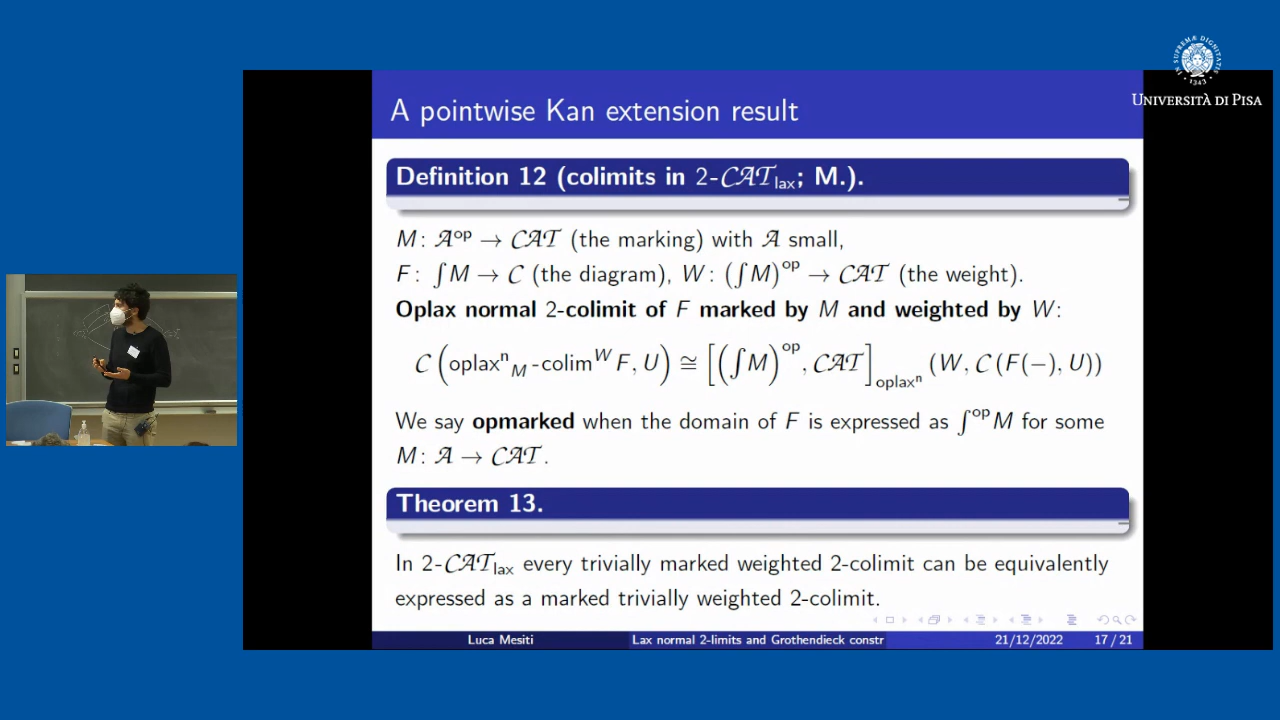 IN SUPREMÆ DIGNITATIS
·1343·
UNIVERSITÀ DI PISA
A pointwise Kan extension result
Definition 12 (colimits in 2-𝒞𝒜𝒯_lax; M.).
M: 𝒜^op → 𝒞𝒜𝒯 (the marking) with 𝒜 small,
F: ∫M → 𝒞 (the diagram), W: (∫M)^op → 𝒞𝒜𝒯 (the weight).
Oplax normal 2-colimit of F marked by M and weighted by W:
𝒞 (oplax^n_M -colim^W F, U) ≅ [(∫M)^op, 𝒞𝒜𝒯]_oplax^n (W, 𝒞 (F(−), U))
We say opmarked when the domain of F is expressed as ∫^op M for some
M: 𝒜 → 𝒞𝒜𝒯.
Theorem 13.
In 2-𝒞𝒜𝒯_lax every trivially marked weighted 2-colimit can be equivalently
expressed as a marked trivially weighted 2-colimit.
Luca Mesiti
Lax normal 2-limits and Grothendieck constr
21/12/2022
17 / 21